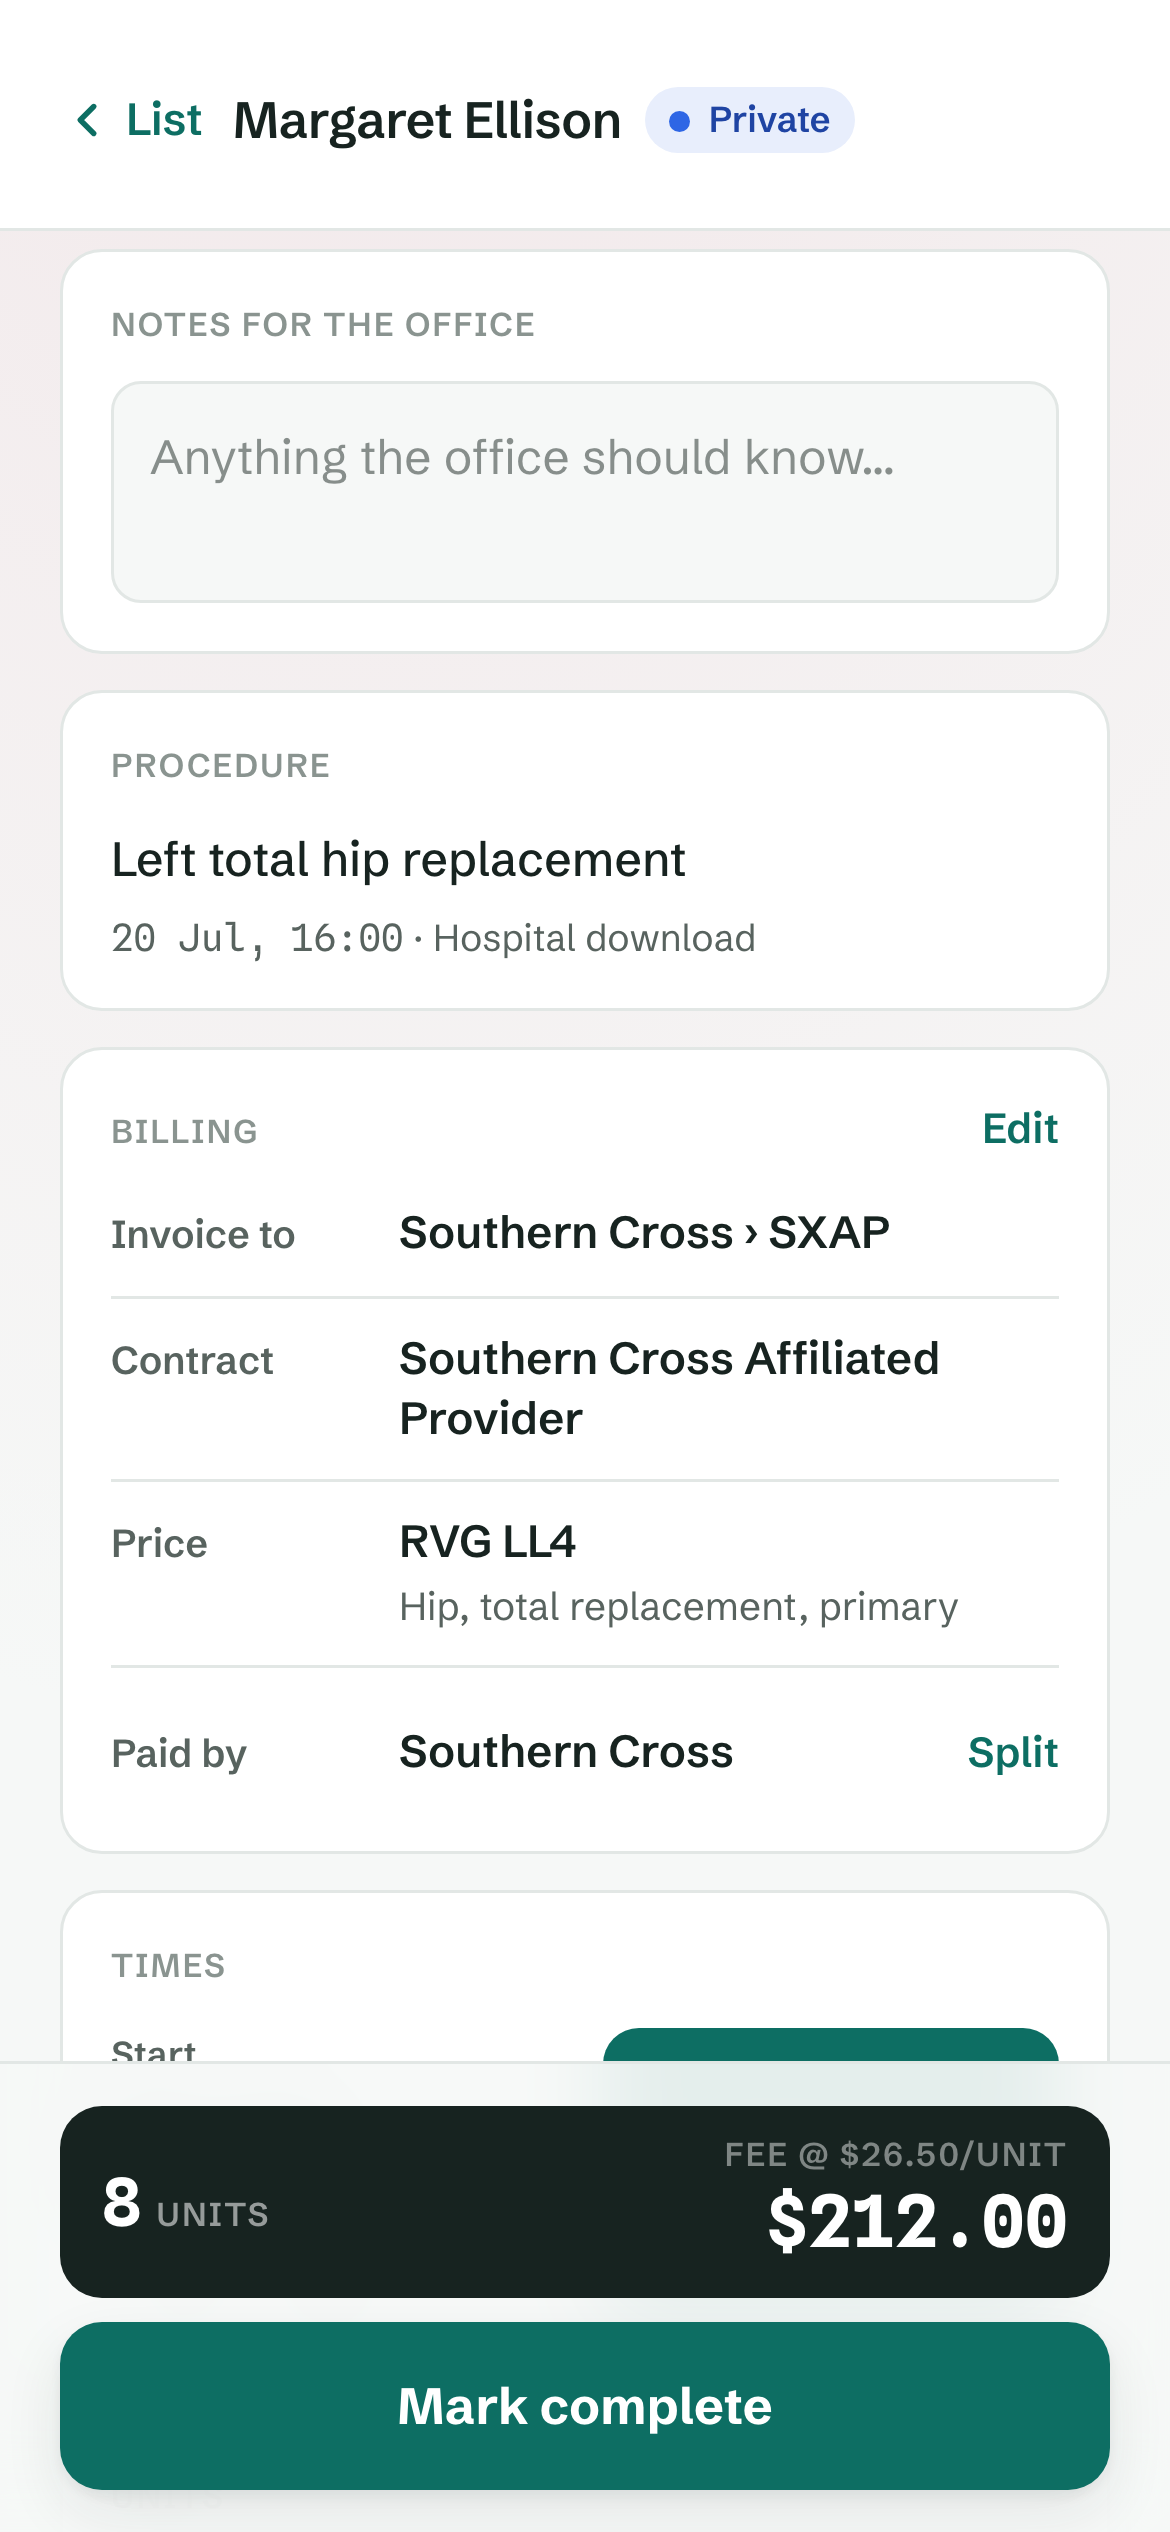 List Margaret Ellison Private
NOTES FOR THE OFFICE
Anything the office should know...
PROCEDURE
Left total hip replacement
20 Jul, 16:00 · Hospital download
BILLING Edit
Invoice to Southern Cross › SXAP
Contract Southern Cross Affiliated
Provider
Price RVG LL4
Hip, total replacement, primary
Paid by Southern Cross Split
TIMES
Start
FEE @ $26.50/UNIT
8 UNITS $212.00
Mark complete